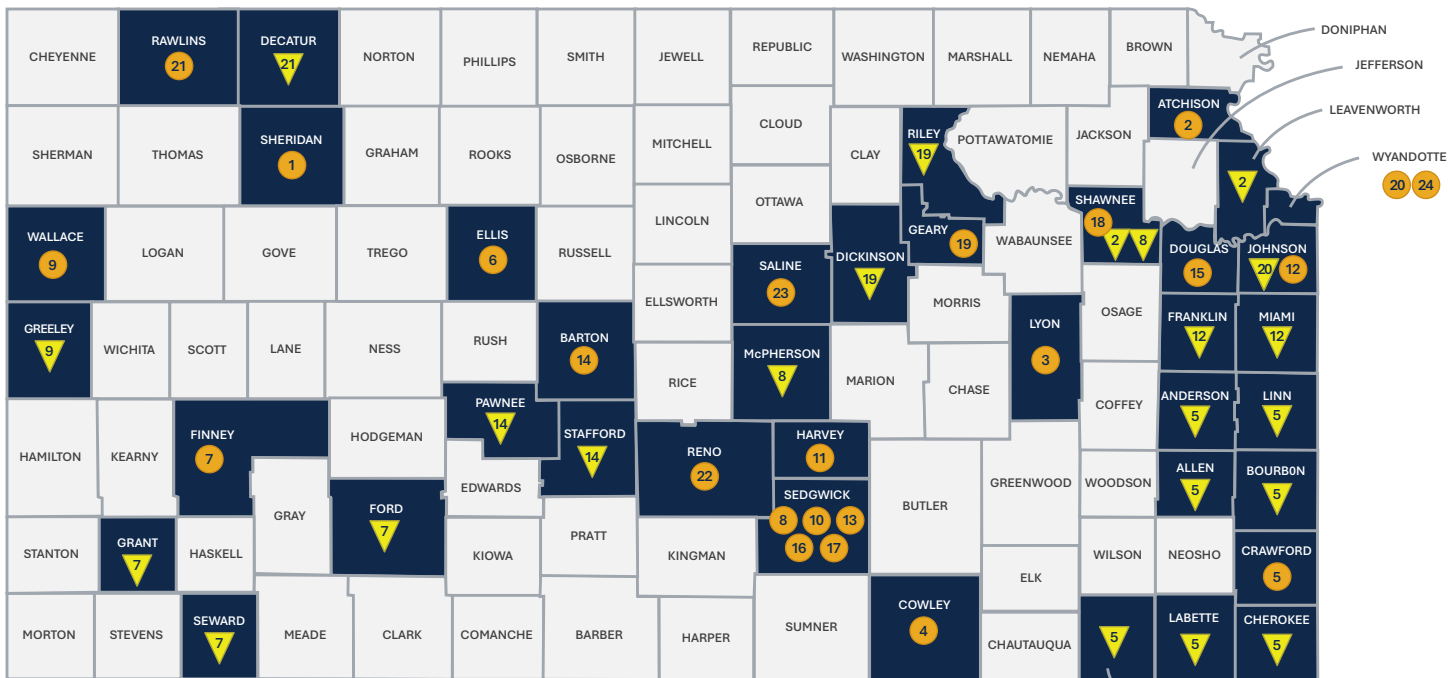 CHEYENNE
RAWLINS
21
DECATUR
21
NORTON
PHILLIPS
SMITH
JEWELL
REPUBLIC
WASHINGTON
MARSHALL
NEMAHA
BROWN
DONIPHAN
JEFFERSON
LEAVENWORTH
2
WYANDOTTE
20 24
SHERMAN
THOMAS
SHERIDAN
1
GRAHAM
ROOKS
OSBORNE
MITCHELL
CLOUD
CLAY
RILEY
19
POTTAWATOMIE
JACKSON
ATCHISON
2
LINCOLN
OTTAWA
WALLACE
9
LOGAN
GOVE
TREGO
ELLIS
6
RUSSELL
ELLSWORTH
SALINE
23
DICKINSON
19
GEARY
19
WABAUNSEE
SHAWNEE
18
2 8
DOUGLAS
15
JOHNSON
20 12
MORRIS
OSAGE
GREELEY
9
WICHITA
SCOTT
LANE
NESS
RUSH
BARTON
14
RICE
McPHERSON
8
MARION
CHASE
LYON
3
COFFEY
FRANKLIN
12
MIAMI
12
ANDERSON
5
LINN
5
HAMILTON
KEARNY
FINNEY
7
HODGEMAN
PAWNEE
14
STAFFORD
14
EDWARDS
RENO
22
HARVEY
11
SEDGWICK
8 10 13
16 17
BUTLER
GREENWOOD
WOODSON
ALLEN
5
BOURB0N
5
STANTON
GRANT
7
HASKELL
GRAY
FORD
7
KIOWA
PRATT
KINGMAN
ELK
WILSON
NEOSHO
CRAWFORD
5
MORTON
STEVENS
SEWARD
7
MEADE
CLARK
COMANCHE
BARBER
HARPER
SUMNER
COWLEY
4
CHAUTAUQUA
5
LABETTE
5
CHEROKEE
5